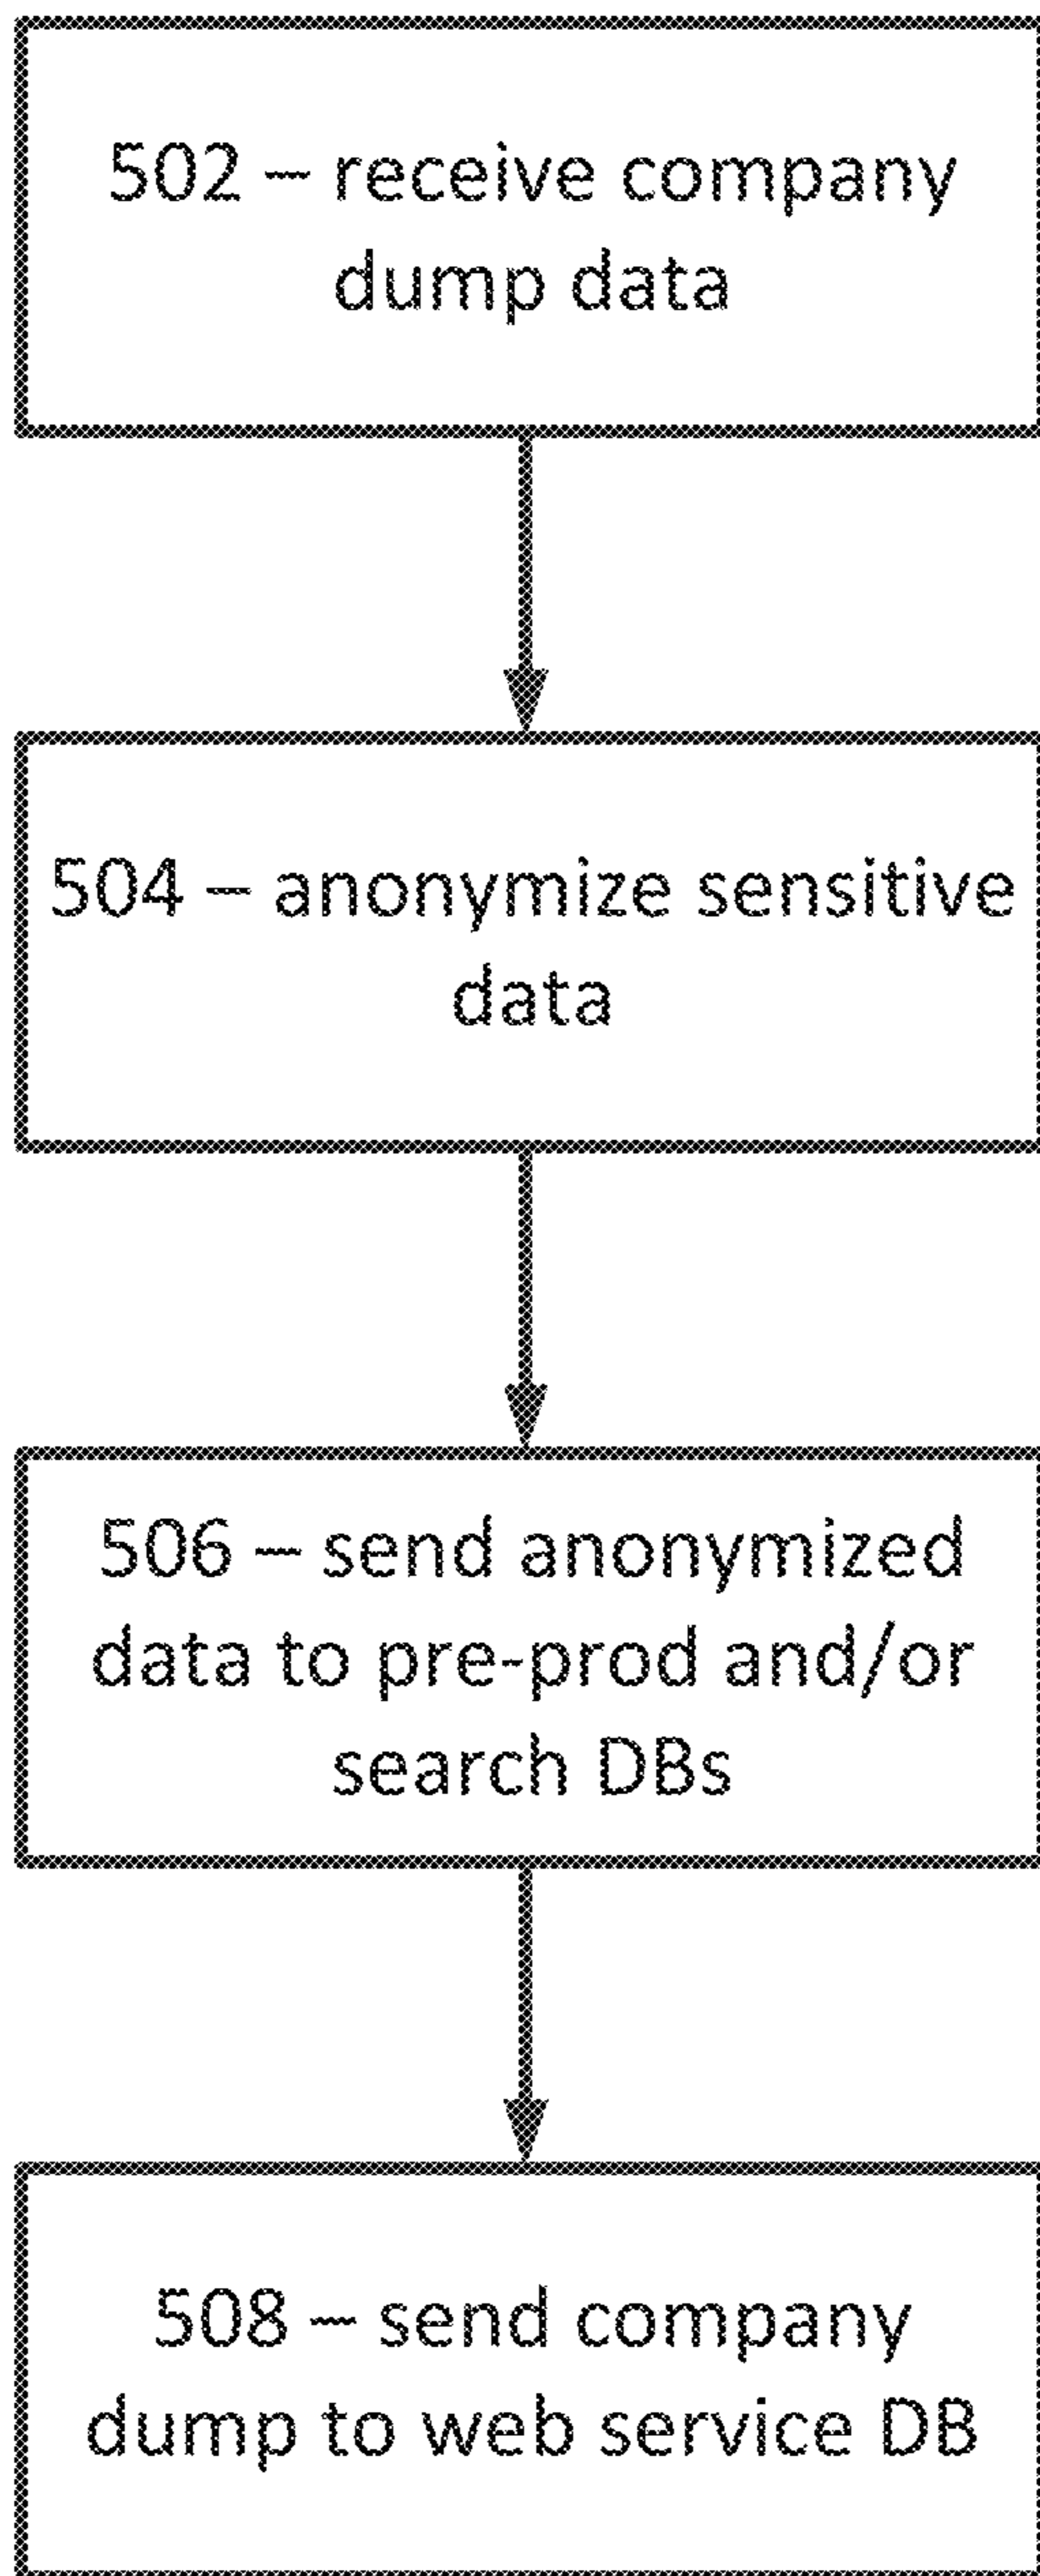 502 – receive company
dump data
504 – anonymize sensitive
data
506 – send anonymized
data to pre-prod and/or
search DBs
508 – send company
dump to web service DB